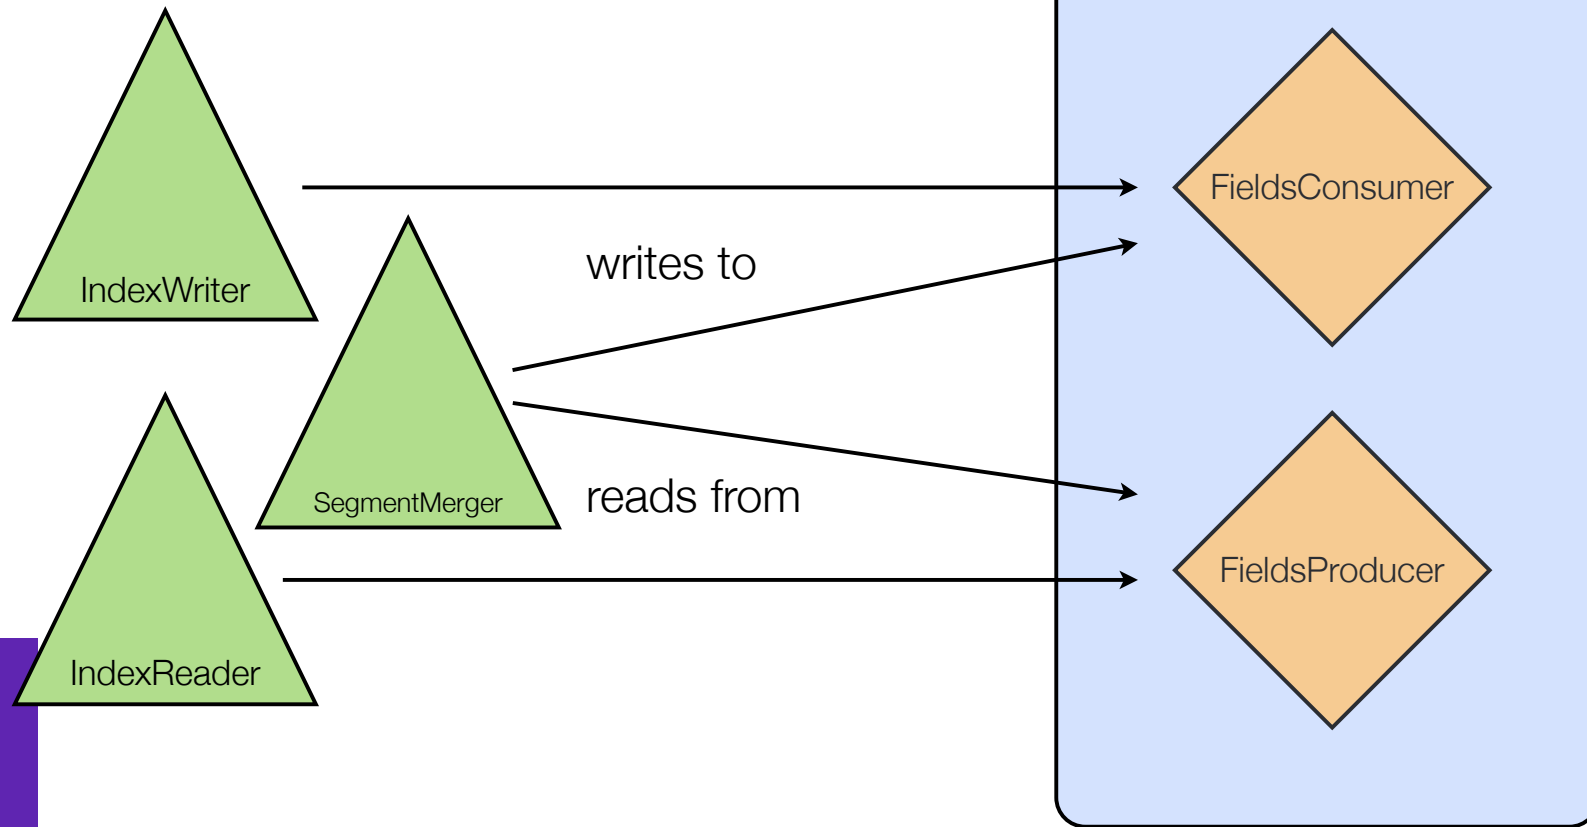 FieldsConsumer
writes to
IndexWriter
SegmentMerger
reads from
FieldsProducer
IndexReader